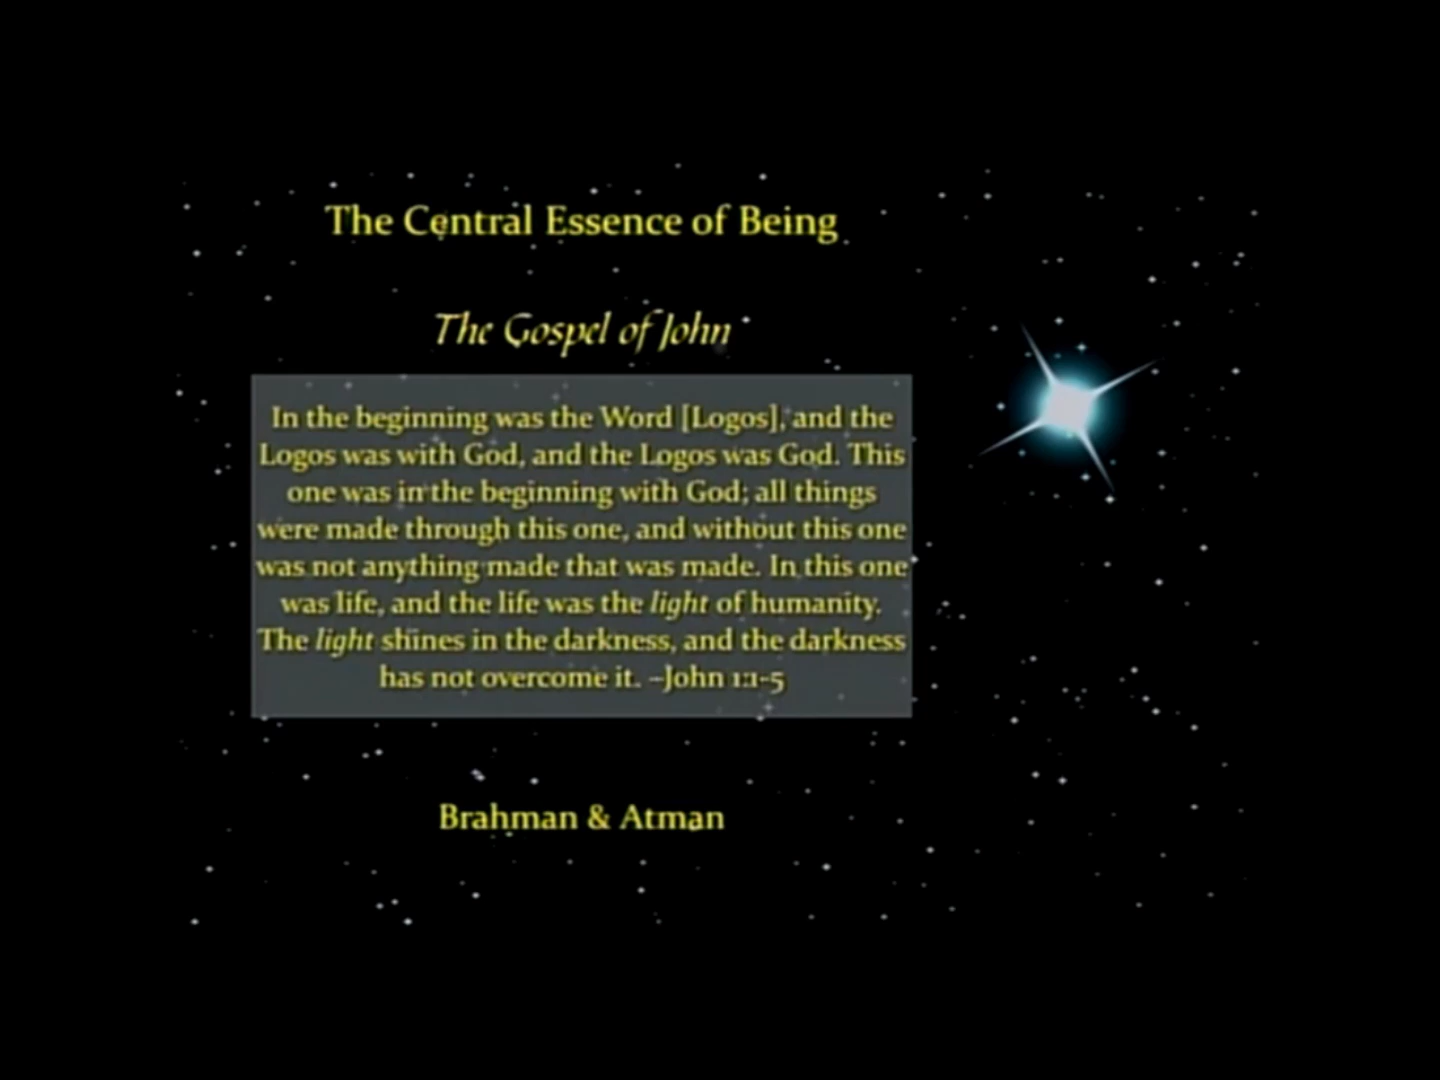 The Central Essence of Being
The Gospel of John
In the beginning was the Word [Logos], and the
Logos was with God, and the Logos was God. This
one was in the beginning with God; all things
were made through this one, and without this one
was not anything made that was made. In this one
was life, and the life was the light of humanity.
The light shines in the darkness, and the darkness
has not overcome it. –John 1:1-5
Brahman & Atman